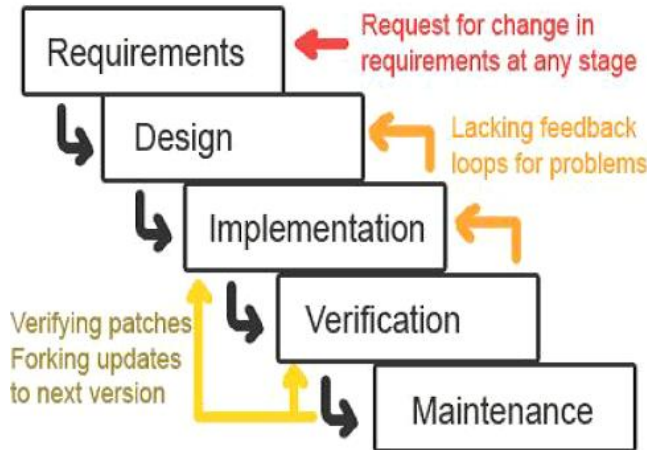 Requirements
Request for change in
requirements at any stage
Design
Lacking feedback
loops for problems
Implementation
Verification
Verifying patches
Forking updates
to next version
Maintenance